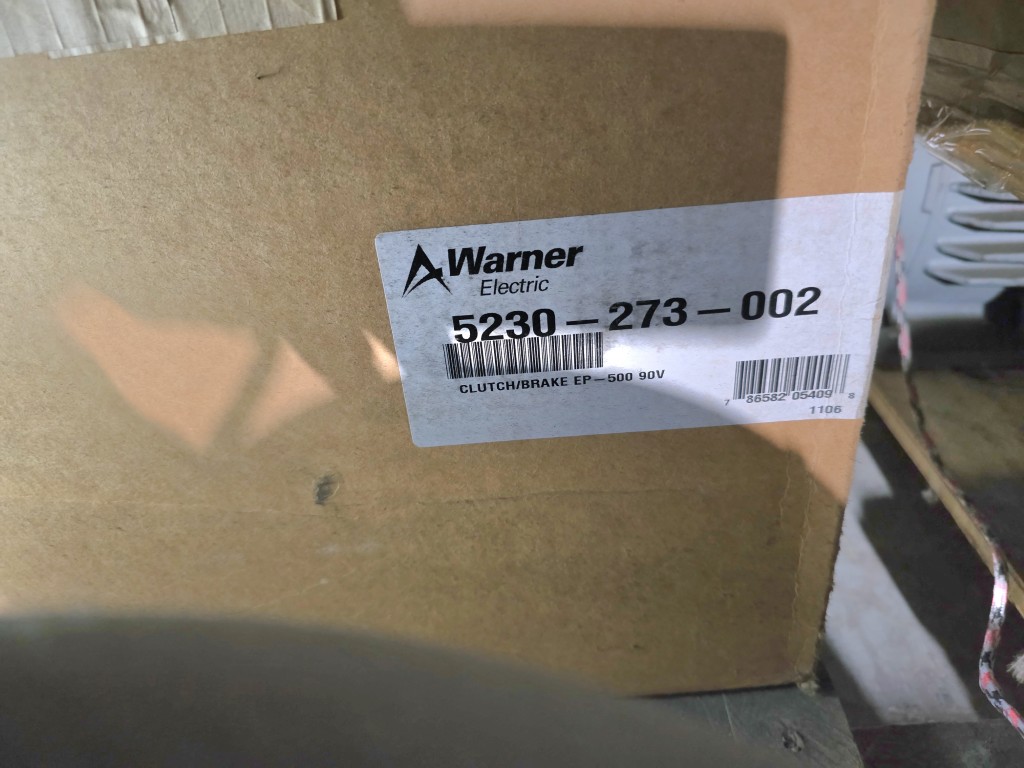 Warner
Electric
5230-273-002
CLUTCH/BRAKE EP-500 90V
7 86582 05409 8
1106